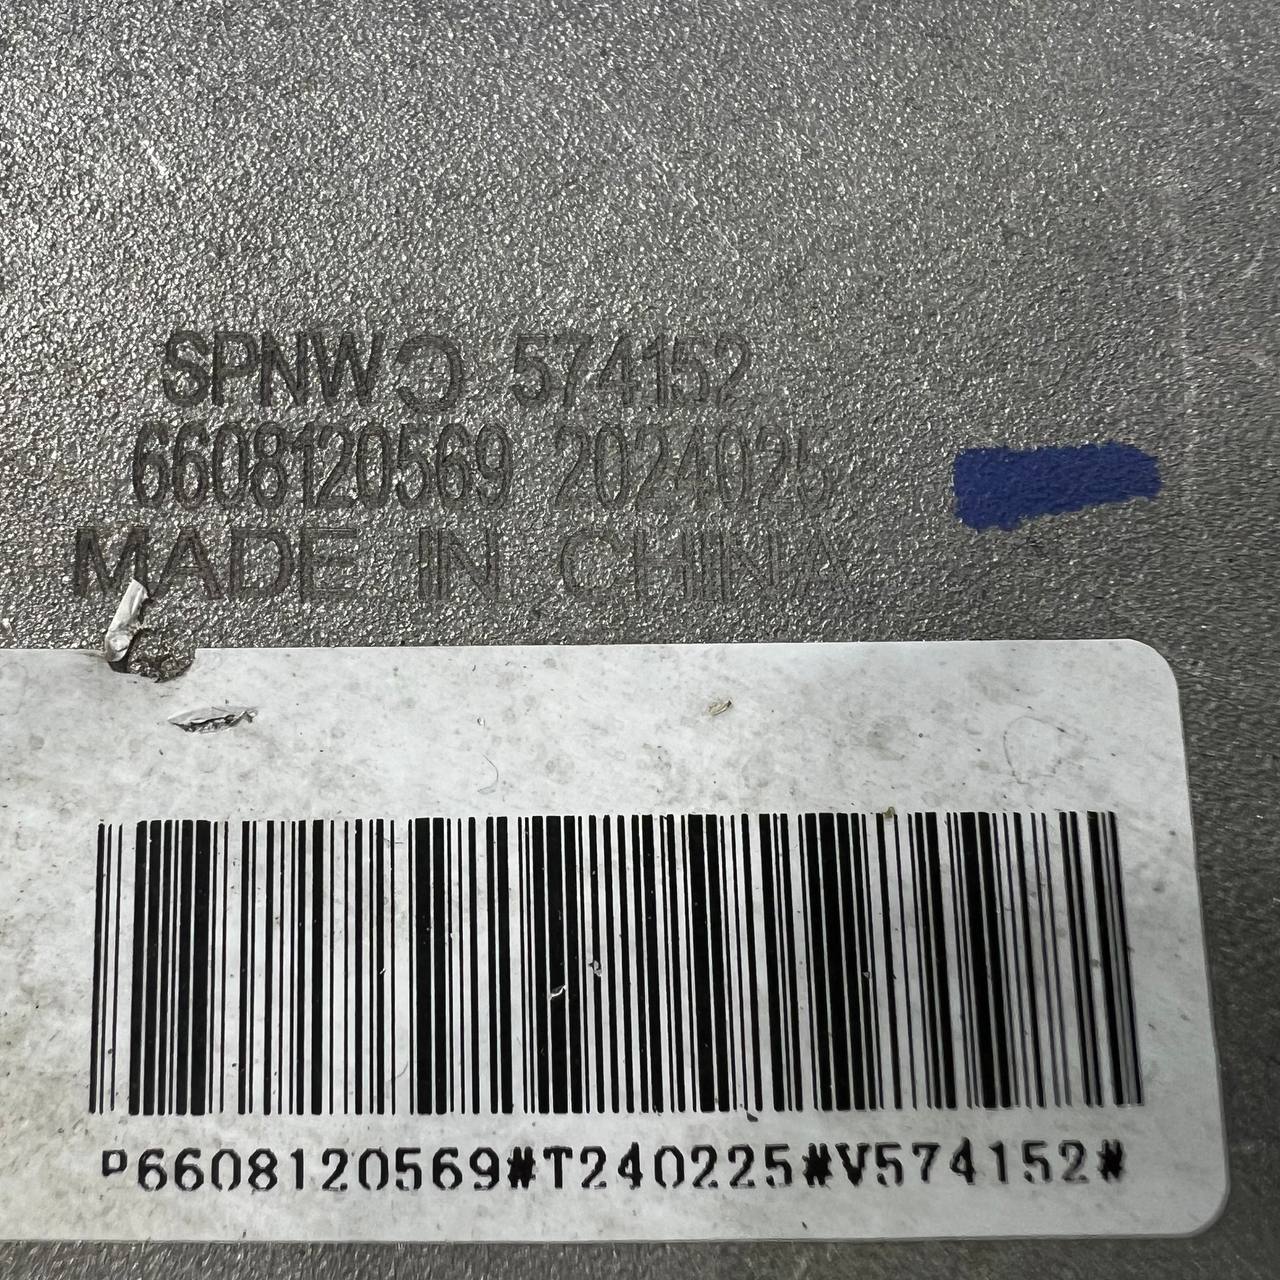 SPNW 574152
6608120569 2024025
MADE IN CHINA
P6608120569#T240225#V574152#